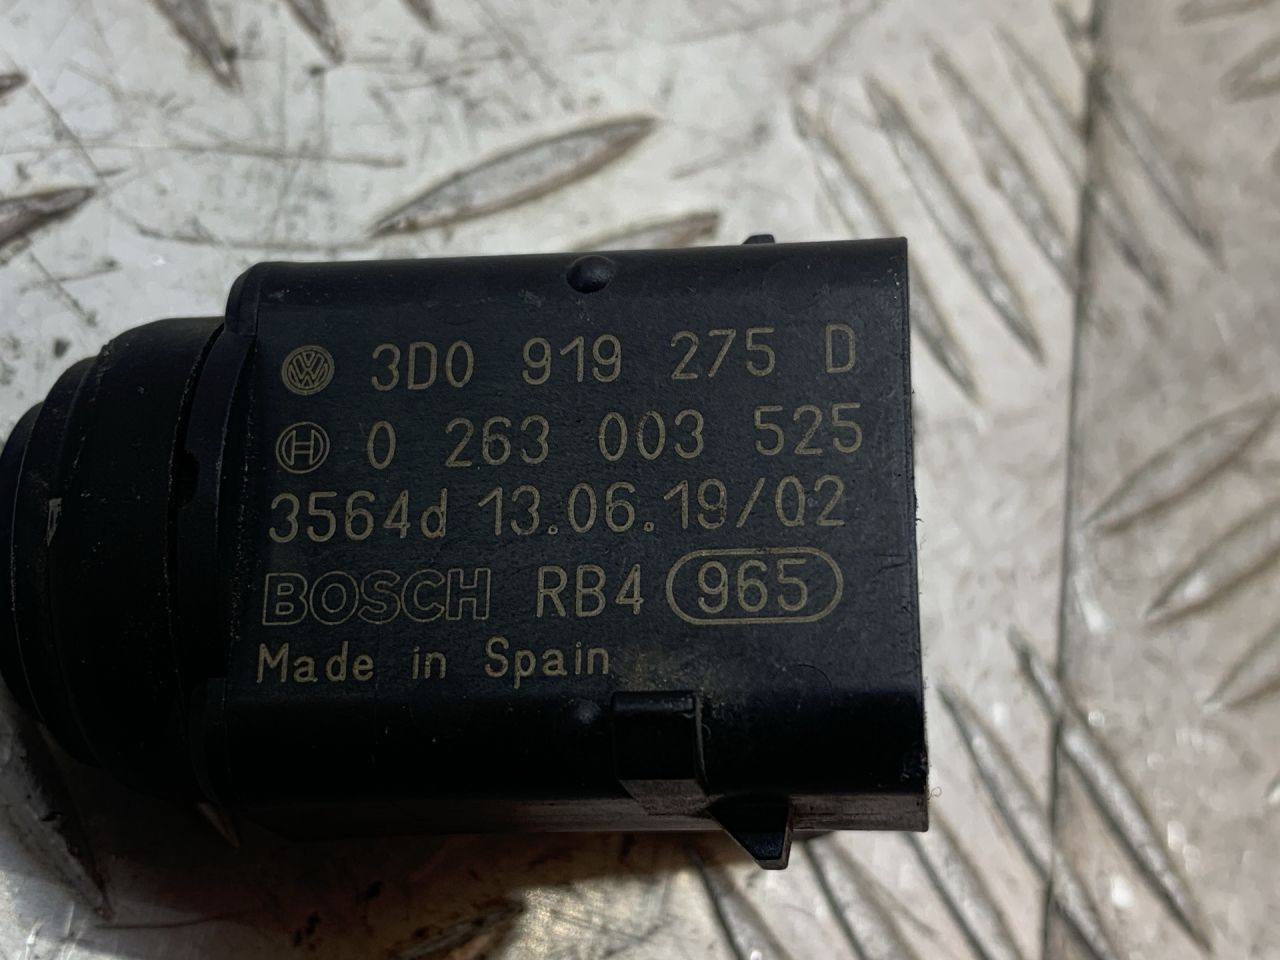 3D0 919 275 D
0 263 003 525
3564d 13.06.19/02
BOSCH RB4 965
Made in Spain